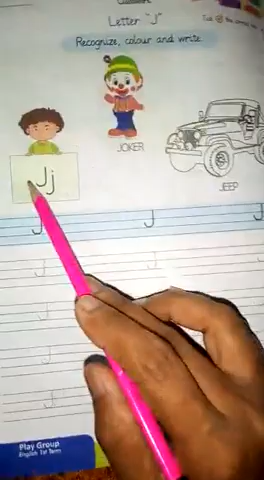 Letter "J"
Recognize, colour and write
Jj
JOKER
JEEP
J J J
J J
J
J
J
Play Group
English 1st Term